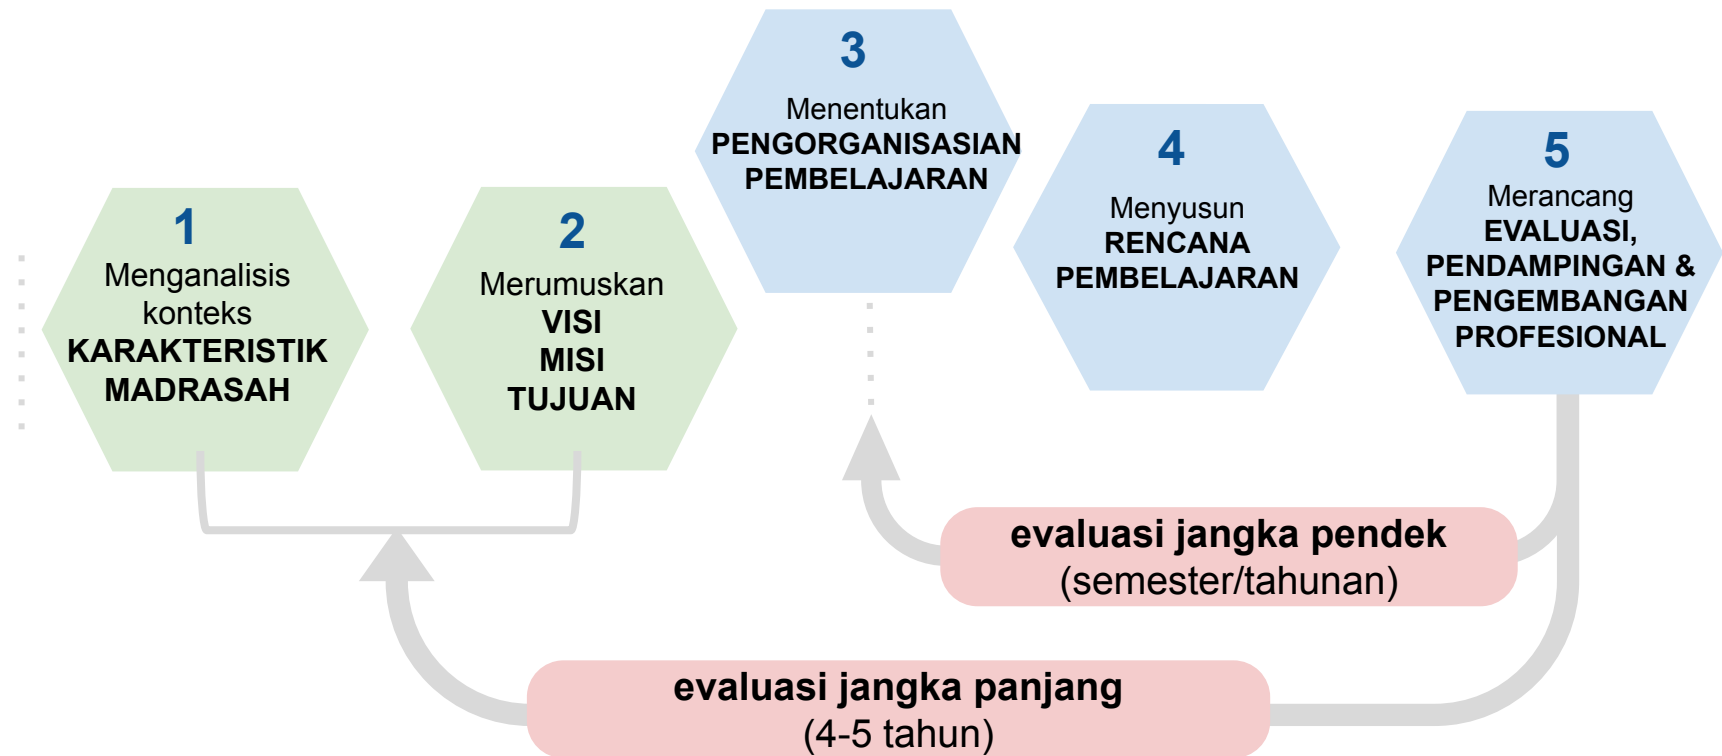 1
Menganalisis
konteks
KARAKTERISTIK
MADRASAH
2
Merumuskan
VISI
MISI
TUJUAN
3
Menentukan
PENGORGANISASIAN
PEMBELAJARAN
4
Menyusun
RENCANA
PEMBELAJARAN
5
Merancang
EVALUASI,
PENDAMPINGAN &
PENGEMBANGAN
PROFESIONAL
evaluasi jangka pendek
(semester/tahunan)
evaluasi jangka panjang
(4-5 tahun)